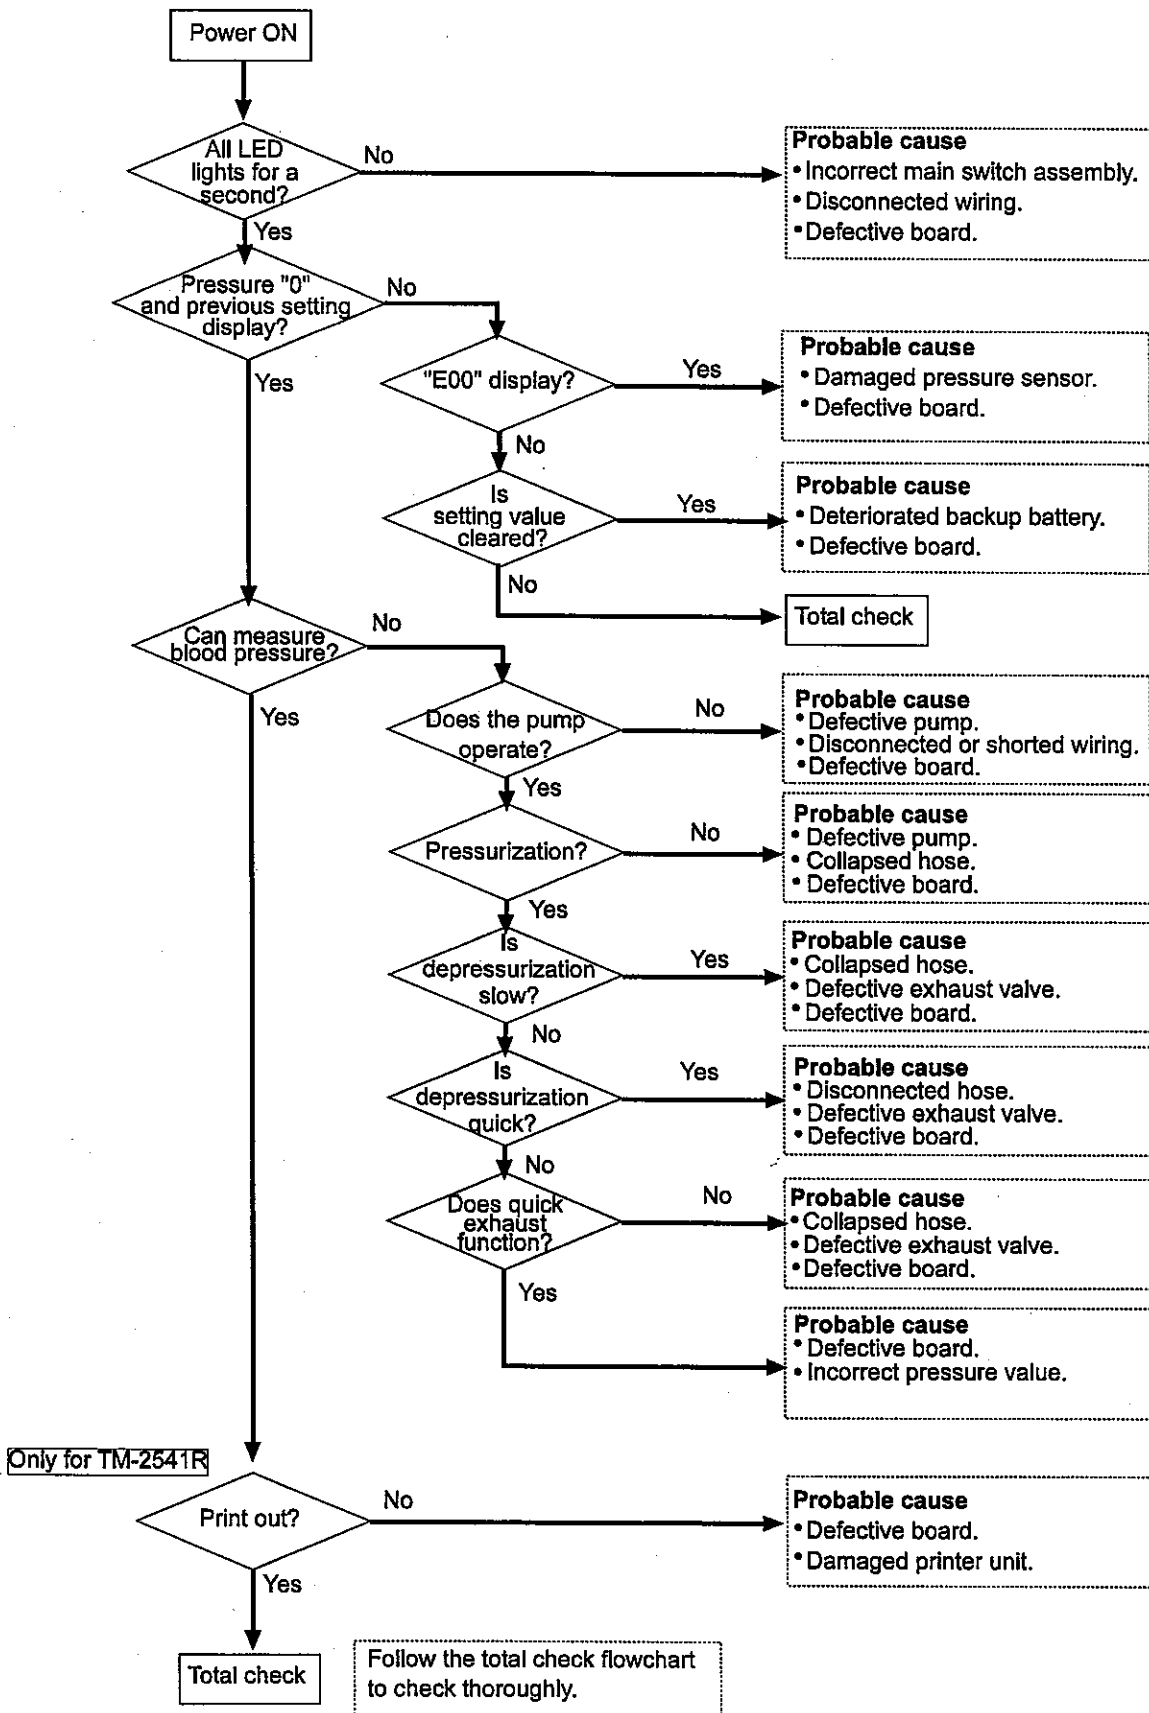 Power ON
All LED
lights for a
second?
No
Probable cause
•Incorrect main switch assembly.
•Disconnected wiring.
•Defective board.
Yes
Pressure "0"
and previous setting
display?
No
Yes
"E00" display?
Yes
Probable cause
•Damaged pressure sensor.
•Defective board.
No
Is
setting value
cleared?
Yes
Probable cause
•Deteriorated backup battery.
•Defective board.
No
Total check
Can measure
blood pressure?
No
Yes
Does the pump
operate?
No
Probable cause
•Defective pump.
•Disconnected or shorted wiring.
•Defective board.
Yes
Pressurization?
No
Probable cause
•Defective pump.
•Collapsed hose.
•Defective board.
Yes
Is
depressurization
slow?
Yes
Probable cause
•Collapsed hose.
•Defective exhaust valve.
•Defective board.
No
Is
depressurization
quick?
Yes
Probable cause
•Disconnected hose.
•Defective exhaust valve.
•Defective board.
No
Does quick
exhaust
function?
No
Probable cause
•Collapsed hose.
•Defective exhaust valve.
•Defective board.
Yes
Probable cause
•Defective board.
•Incorrect pressure value.
Only for TM-2541R
Print out?
No
Probable cause
•Defective board.
•Damaged printer unit.
Yes
Total check
Follow the total check flowchart
to check thoroughly.